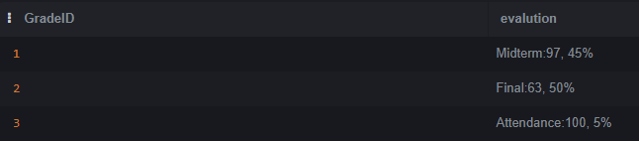 GradeID evalution
1 Midterm:97, 45%
2 Final:63, 50%
3 Attendance:100, 5%